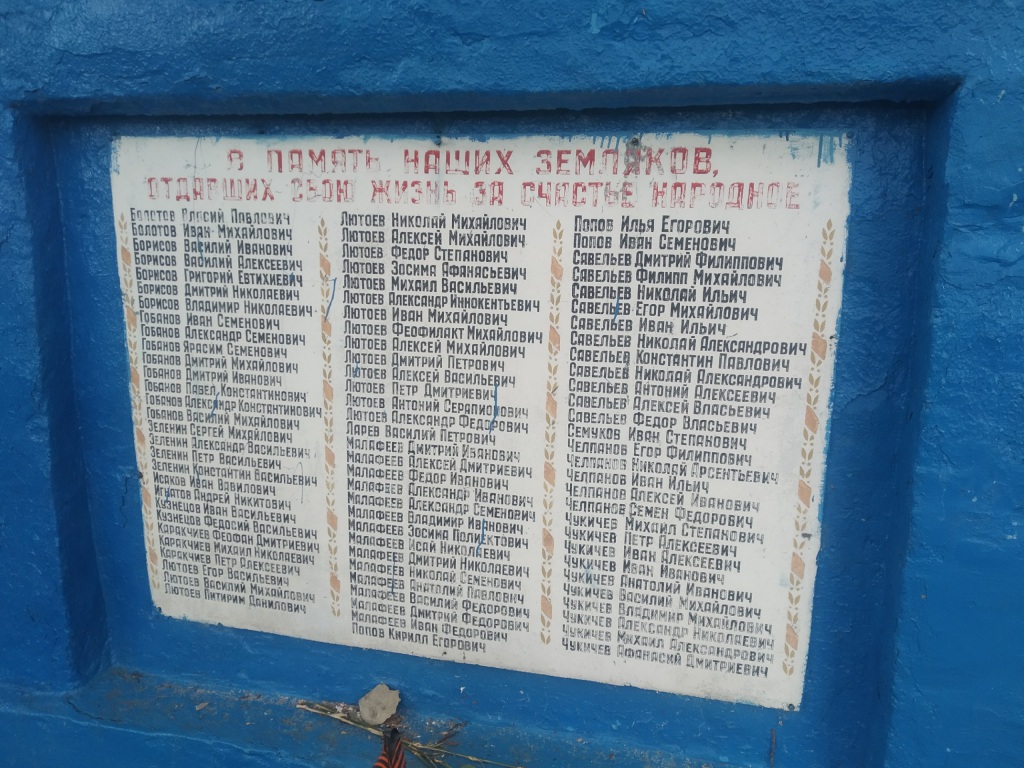 В ПАМЯТЬ НАШИХ ЗЕМЛЯКОВ,
ОТДАВШИХ СВОЮ ЖИЗНЬ ЗА СЧАСТЬЕ НАРОДНОЕ
Болотов Власий Павлович
Болотов Иван Михайлович
Борисов Василий Иванович
Борисов Василий Алексеевич
Борисов Григорий Евтихиевич
Борисов Дмитрий Николаевич
Борисов Владимир Николаевич
Гобанов Иван Семенович
Гобанов Александр Семенович
Гобанов Ерасим Семенович
Гобанов Дмитрий Михайлович
Гобанов Дмитрий Иванович
Гобанов Павел Константинович
Гобанов Александр Константинович
Гобанов Василий Михайлович
Зеленин Сергей Михайлович
Зеленин Александр Васильевич
Зеленин Петр Васильевич
Зеленин Константин Васильевич
Исаков Иван Вавилович
Игнатов Андрей Никитович
Кузнецов Иван Васильевич
Кузнецов Федосий Васильевич
Каракчиев Феофан Дмитриевич
Каракчиев Михаил Николаевич
Каракчиев Петр Алексеевич
Лютоев Егор Васильевич
Лютоев Василий Михайлович
Лютоев Питирим Данилович
Лютоев Николай Михайлович
Лютоев Алексей Михайлович
Лютоев Федор Степанович
Лютоев Зосима Афанасьевич
Лютоев Михаил Васильевич
Лютоев Александр Иннокентьевич
Лютоев Иван Михайлович
Лютоев Феофилакт Михайлович
Лютоев Алексей Михайлович
Лютоев Дмитрий Петрович
Лютоев Алексей Васильевич
Лютоев Петр Дмитриевич
Лютоев Антоний Серапионович
Лютоев Александр Федорович
Ларев Василий Петрович
Малафеев Дмитрий Иванович
Малафеев Алексей Дмитриевич
Малафеев Федор Иванович
Малафеев Александр Иванович
Малафеев Александр Семенович
Малафеев Владимир Иванович
Малафеев Зосима Полиектович
Малафеев Исай Николаевич
Малафеев Дмитрий Николаевич
Малафеев Николай Семенович
Малафеев Анатолий Павлович
Малафеев Василий Федорович
Малафеев Дмитрий Федорович
Малафеев Иван Федорович
Попов Кирилл Егорович
Попов Илья Егорович
Попов Иван Семенович
Савельев Дмитрий Филиппович
Савельев Филипп Михайлович
Савельев Николай Ильич
Савельев Егор Михайлович
Савельев Иван Ильич
Савельев Николай Александрович
Савельев Константин Павлович
Савельев Николай Александрович
Савельев Антоний Алексеевич
Савельев Алексей Власьевич
Савельев Федор Власьевич
Семуков Иван Степанович
Челпанов Егор Филиппович
Челпанов Николай Арсентьевич
Челпанов Иван Ильич
Челпанов Алексей Иванович
Челпанов Семен Федорович
Чукичев Михаил Степанович
Чукичев Петр Алексеевич
Чукичев Иван Алексеевич
Чукичев Иван Иванович
Чукичев Анатолий Иванович
Чукичев Василий Михайлович
Чукичев Владимир Михайлович
Чукичев Александр Николаевич
Чукичев Михаил Александрович
Чукичев Афанасий Дмитриевич